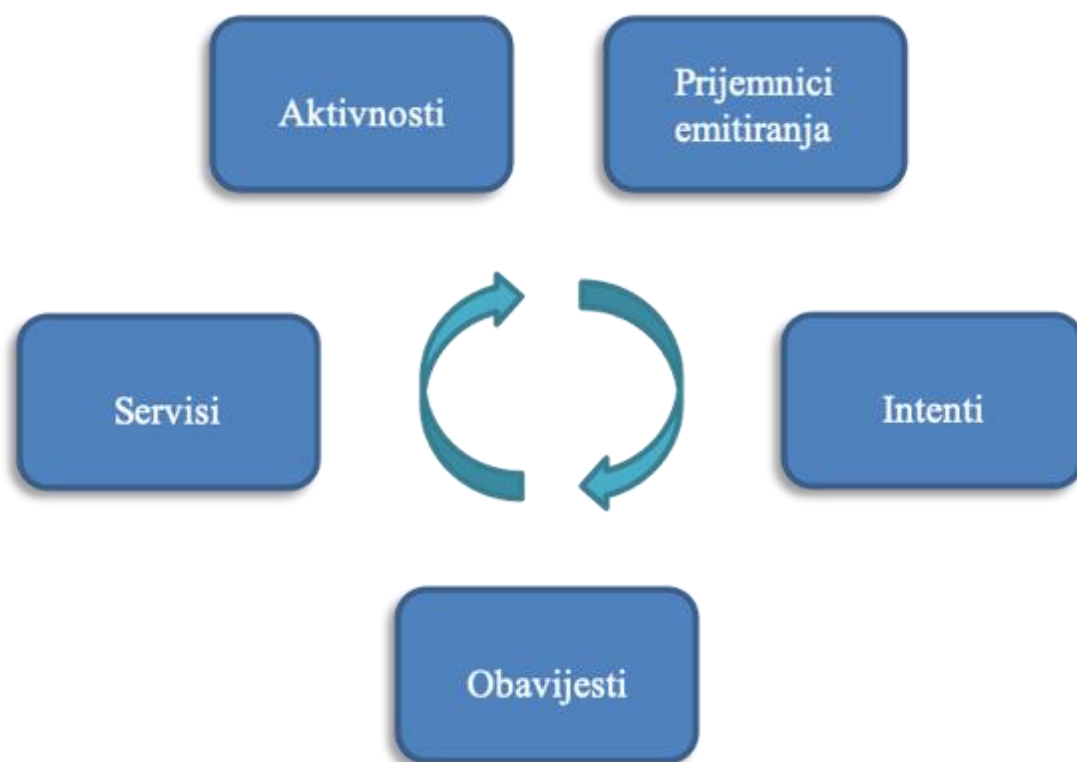 Aktivnosti
Prijemnici
emitiranja
Servisi
Intenti
Obavijesti